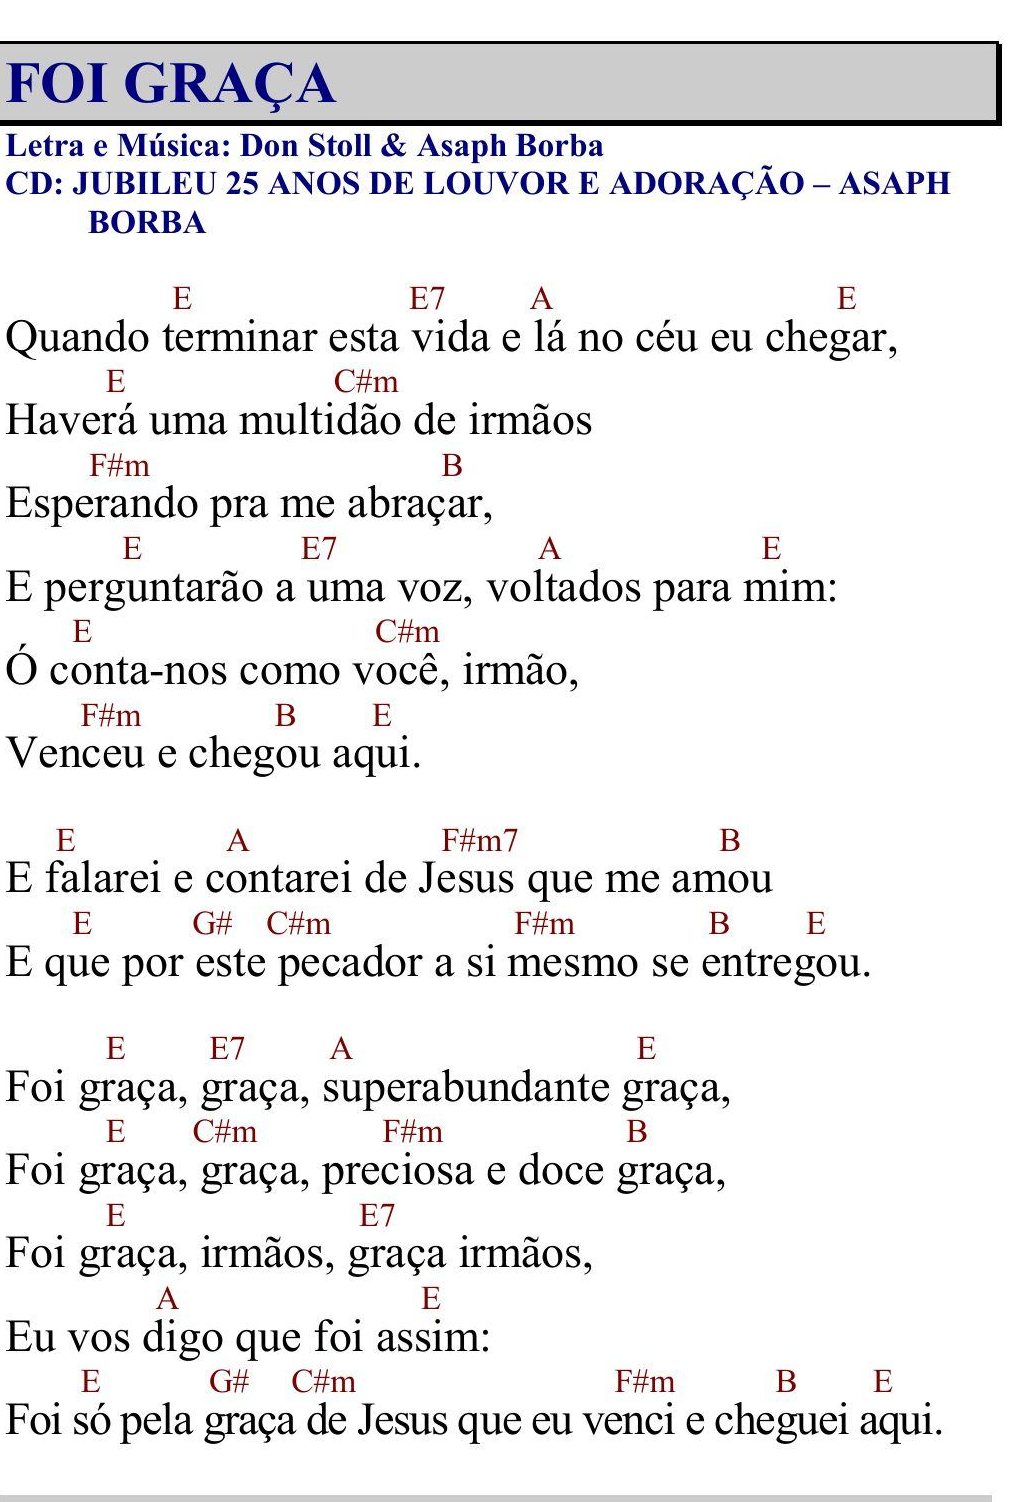 FOI GRAÇA
Letra e Música: Don Stoll & Asaph Borba
CD: JUBILEU 25 ANOS DE LOUVOR E ADORAÇÃO – ASAPH
BORBA
E E7 A E
Quando terminar esta vida e lá no céu eu chegar,
E C#m
Haverá uma multidão de irmãos
F#m B
Esperando pra me abraçar,
E E7 A E
E perguntarão a uma voz, voltados para mim:
E C#m
Ó conta-nos como você, irmão,
F#m B E
Venceu e chegou aqui.
E A F#m7 B
E falarei e contarei de Jesus que me amou
E G# C#m F#m B E
E que por este pecador a si mesmo se entregou.
E E7 A E
Foi graça, graça, superabundante graça,
E C#m F#m B
Foi graça, graça, preciosa e doce graça,
E E7
Foi graça, irmãos, graça irmãos,
A E
Eu vos digo que foi assim:
E G# C#m F#m B E
Foi só pela graça de Jesus que eu venci e cheguei aqui.